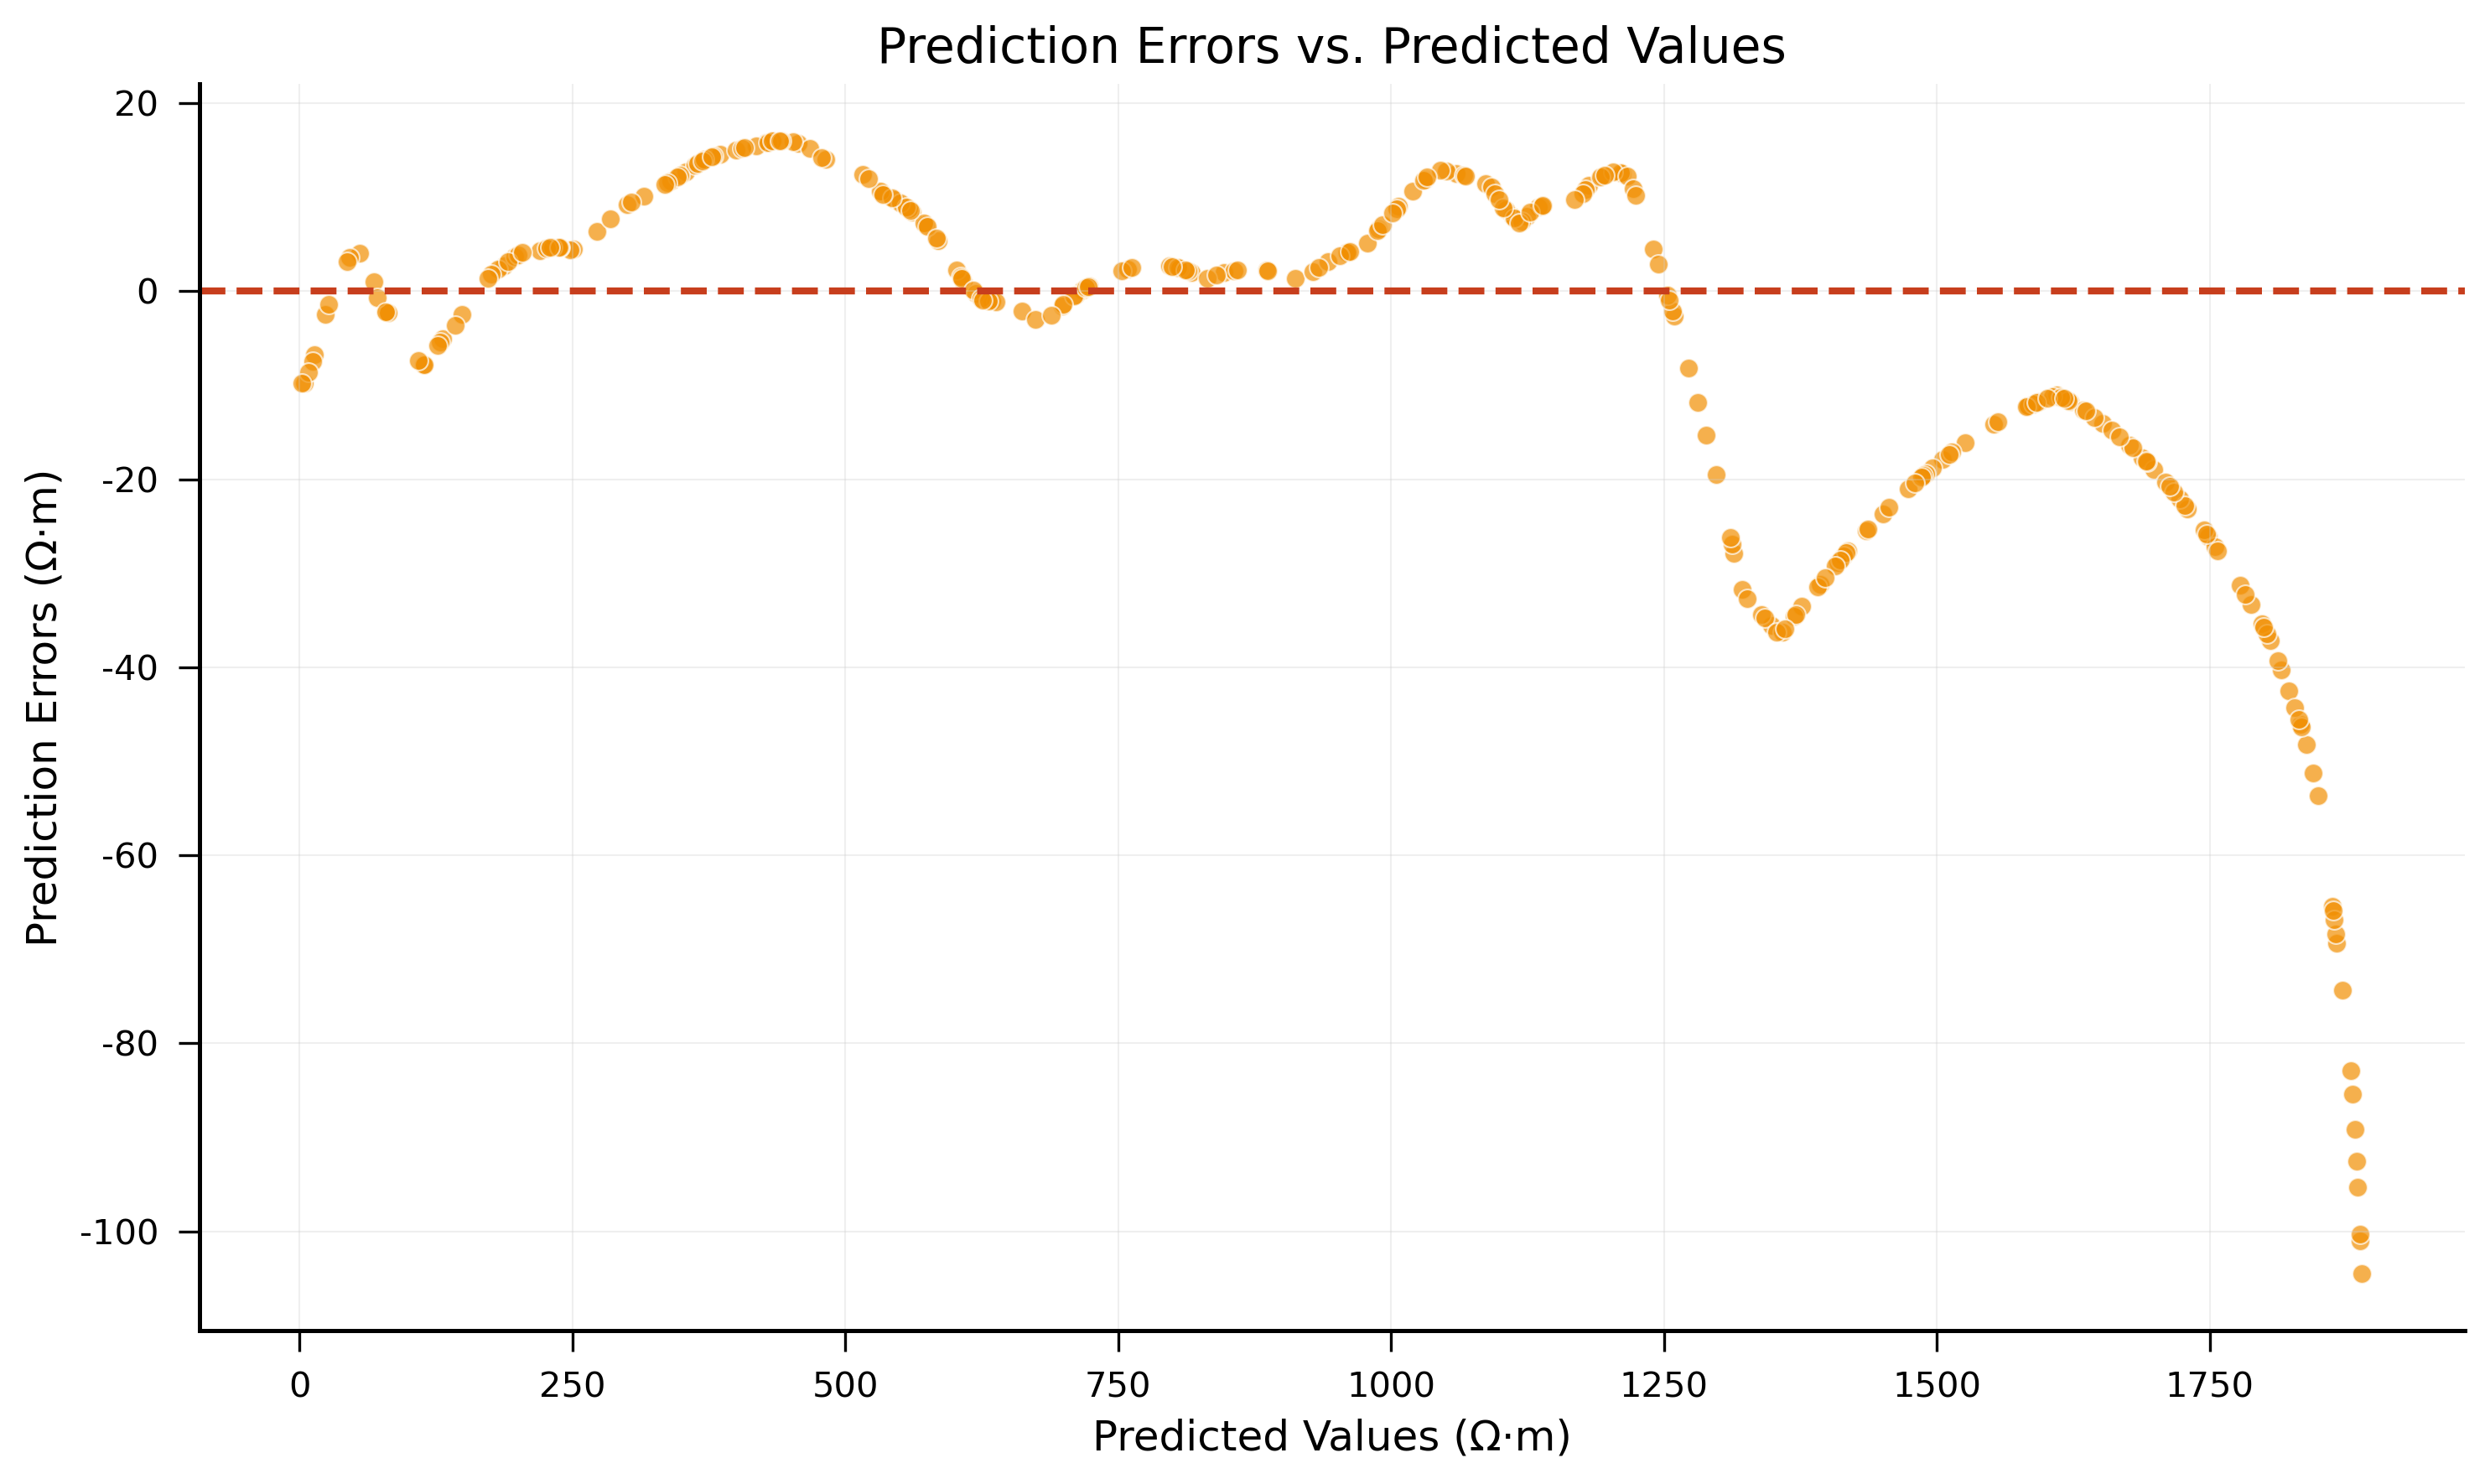 Prediction Errors vs. Predicted Values
20
0
-20
-40
-60
-80
-100
Prediction Errors (Ω·m)
0 250 500 750 1000 1250 1500 1750
Predicted Values (Ω·m)